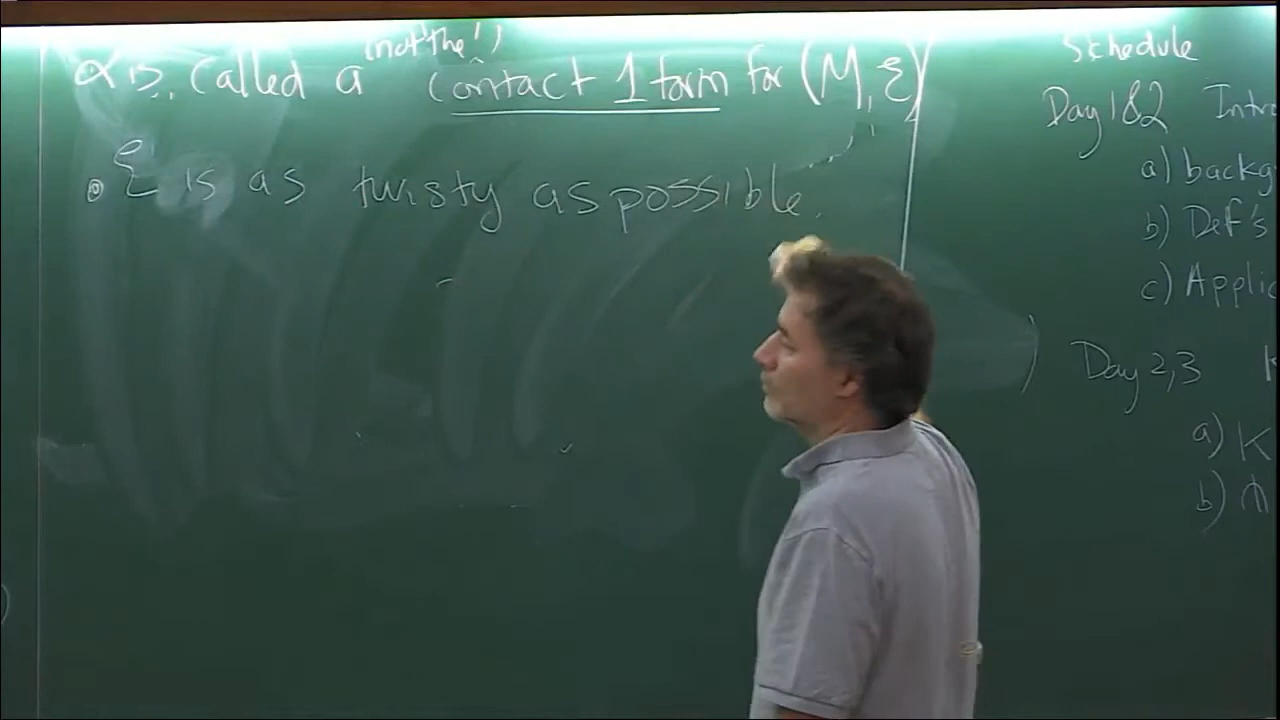 (not 'the')
α is called a contact 1 form for (M, ξ)
⊙ ξ is as twisty as possible.
Schedule
Day 1&2 Intro
a) backg
b) Def's
c) Applic
Day 2,3 K
a) K
b)